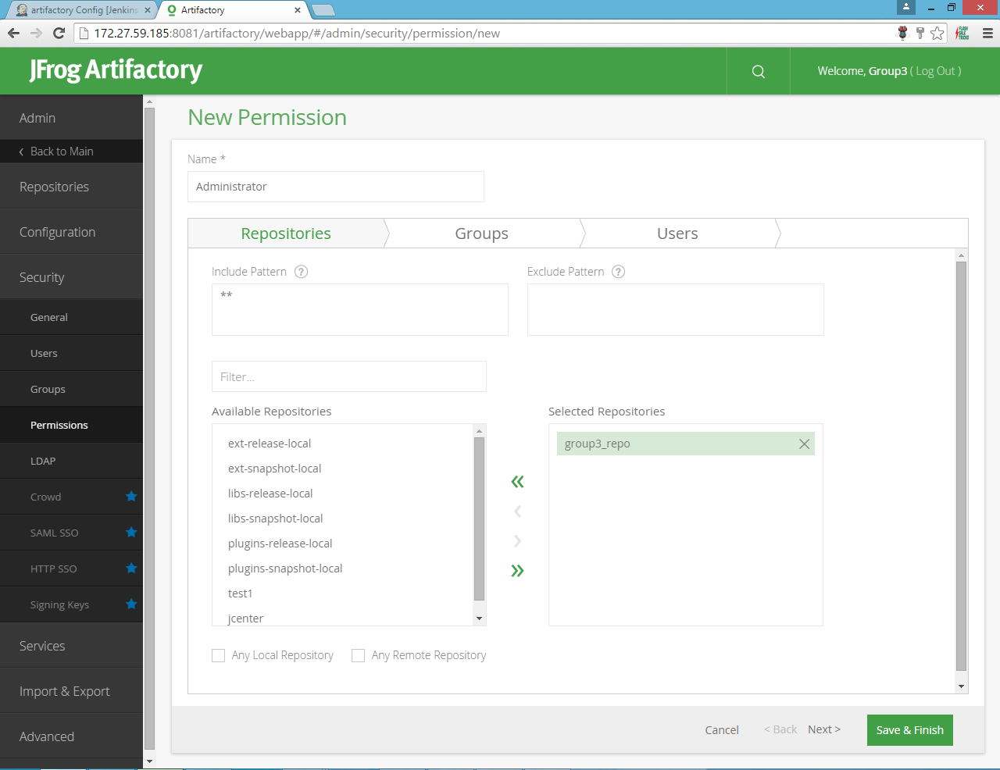 artifactory Config [Jenkins
Artifactory
172.27.59.185:8081/artifactory/webapp/#/admin/security/permission/new
FLASH
SALE
TRICKS
JFrog Artifactory
Welcome, Group3 ( Log Out )
Admin
Back to Main
Repositories
Configuration
Security
General
Users
Groups
Permissions
LDAP
Crowd
SAML SSO
HTTP SSO
Signing Keys
Services
Import & Export
Advanced
New Permission
Name *
Administrator
Repositories
Groups
Users
Include Pattern ?
Exclude Pattern ?
**
Filter...
Available Repositories
Selected Repositories
ext-release-local
ext-snapshot-local
libs-release-local
libs-snapshot-local
plugins-release-local
plugins-snapshot-local
test1
jcenter
group3_repo
Any Local Repository
Any Remote Repository
Cancel
< Back
Next >
Save & Finish